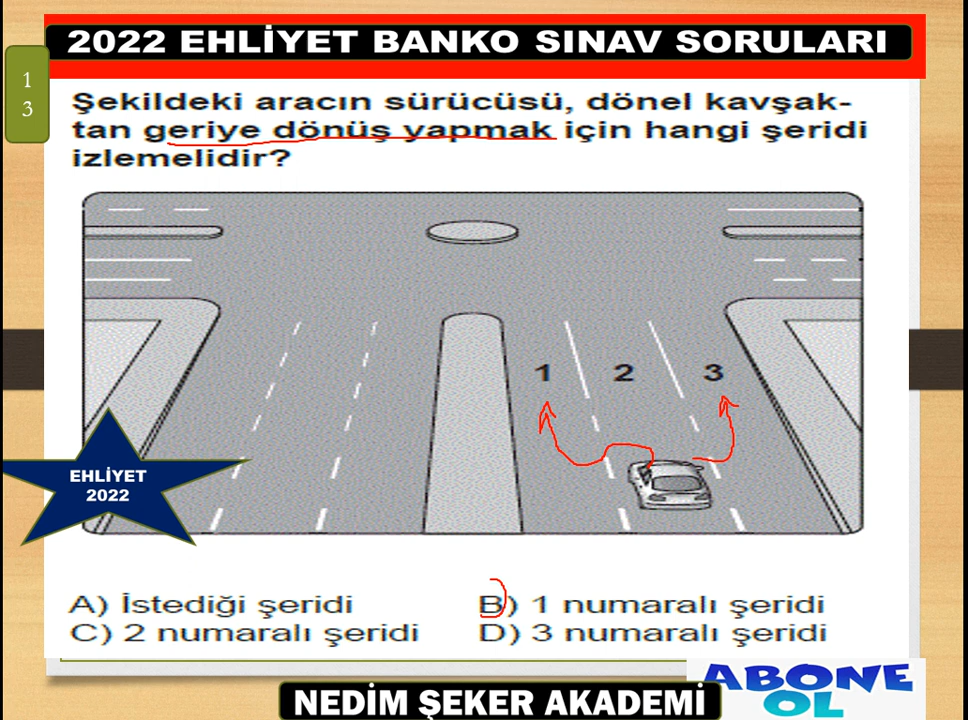 2022 EHLİYET BANKO SINAV SORULARI
1
3
Şekildeki aracın sürücüsü, dönel kavşak-
tan geriye dönüş yapmak için hangi şeridi
izlemelidir?
1 2 3
EHLİYET
2022
A) İstediği şeridi B) 1 numaralı şeridi
C) 2 numaralı şeridi D) 3 numaralı şeridi
ABONE
OL
NEDİM ŞEKER AKADEMİ